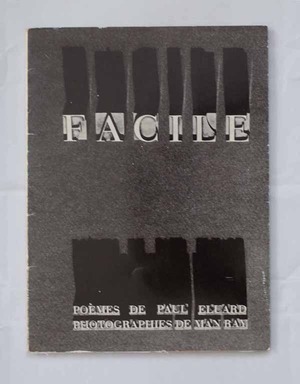 FACILE
POÈMES DE PAUL ELUARD
PHOTOGRAPHIES DE MAN RAY